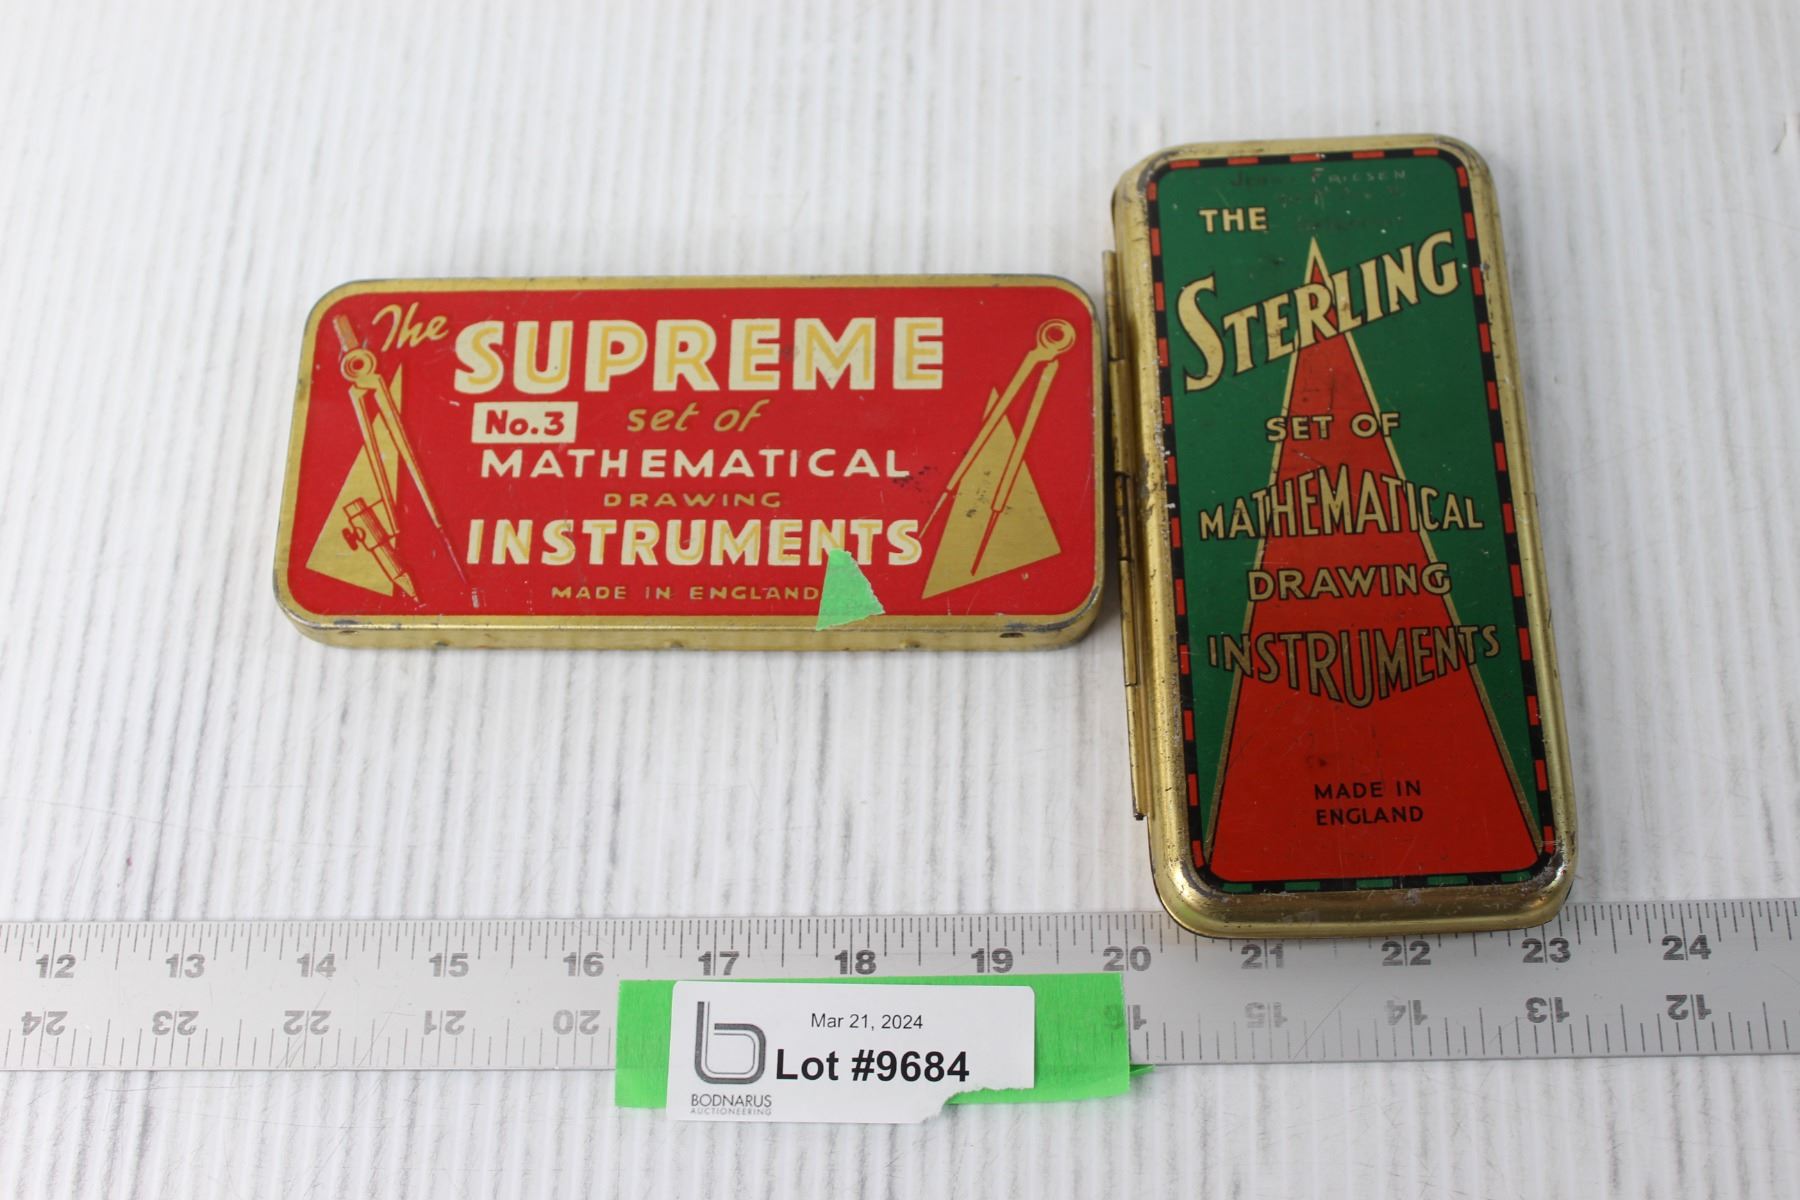 The SUPREME
No.3 set of
MATHEMATICAL
DRAWING
INSTRUMENTS
MADE IN ENGLAND
THE
STERLING
SET OF
MATHEMATICAL
DRAWING
INSTRUMENTS
MADE IN
ENGLAND
12 13 14 15 16 17 18 19 20 21 22 23 24
24 23 22 21 20 15 14 13 12
Mar 21, 2024
Lot #9684
BODNARUS
AUCTIONEERING